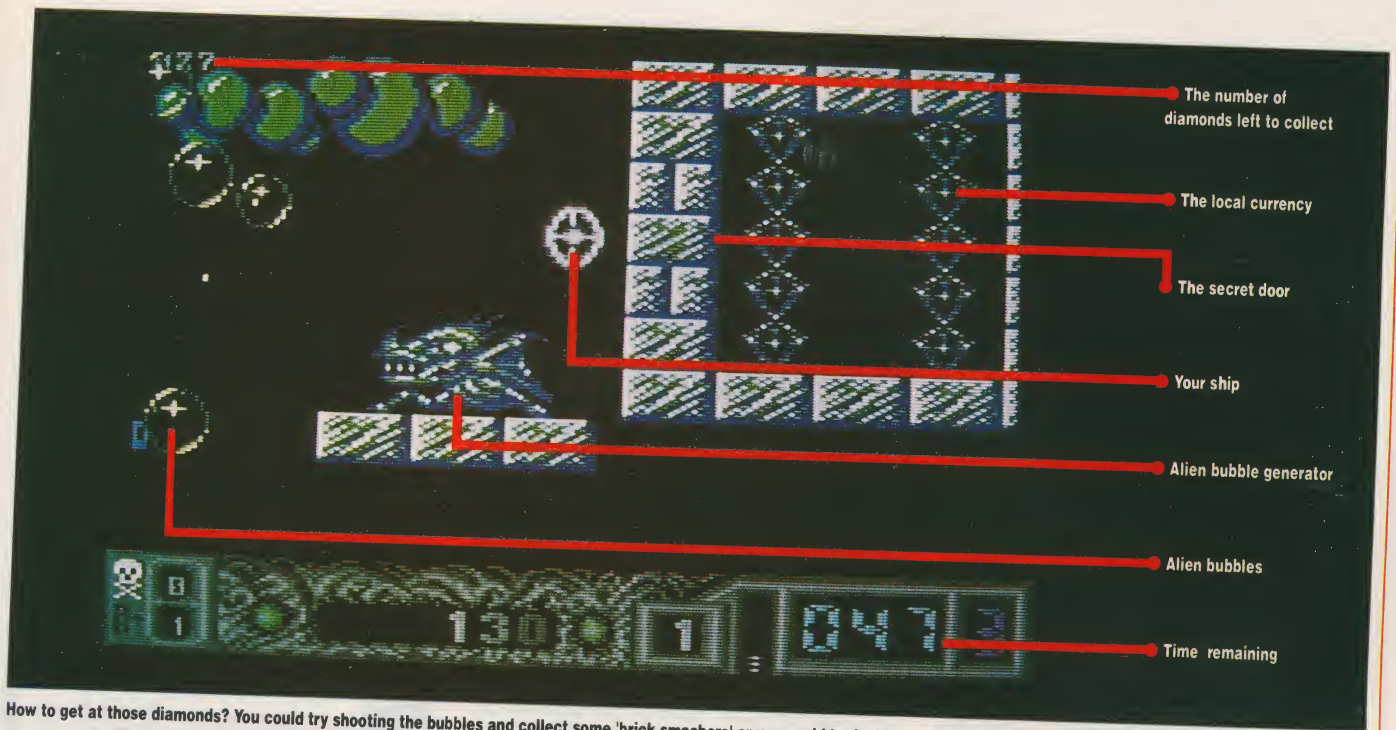 The number of
diamonds left to collect
The local currency
The secret door
Your ship
Alien bubble generator
Alien bubbles
0
1
130
1
047
Time remaining
How to get at those diamonds? You could try shooting the bubbles and collect some 'brick smashers'